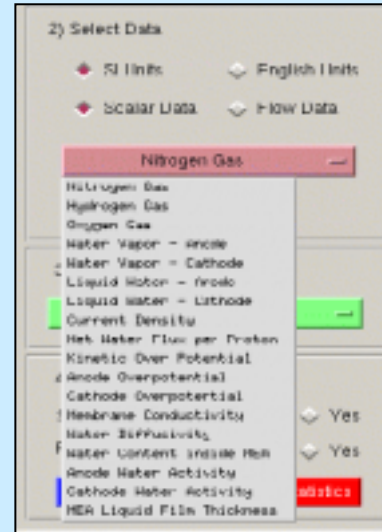 2) Select Data
SI Units English Units
Scalar Data Flow Data
Nitrogen Gas
Nitrogen Gas
Hydrogen Gas
Oxygen Gas
Water Vapor - Anode
Water Vapor - Cathode
Liquid Water - Anode
Liquid Water - Cathode
Current Density
Net Water Flux per Proton
Kinetic Over Potential
Anode Overpotential
Cathode Overpotential
Membrane Conductivity
Yes
Water Diffusivity
Water Content inside MEA
Yes
Anode Water Activity
Cathode Water Activity
MEA Liquid Film Thickness